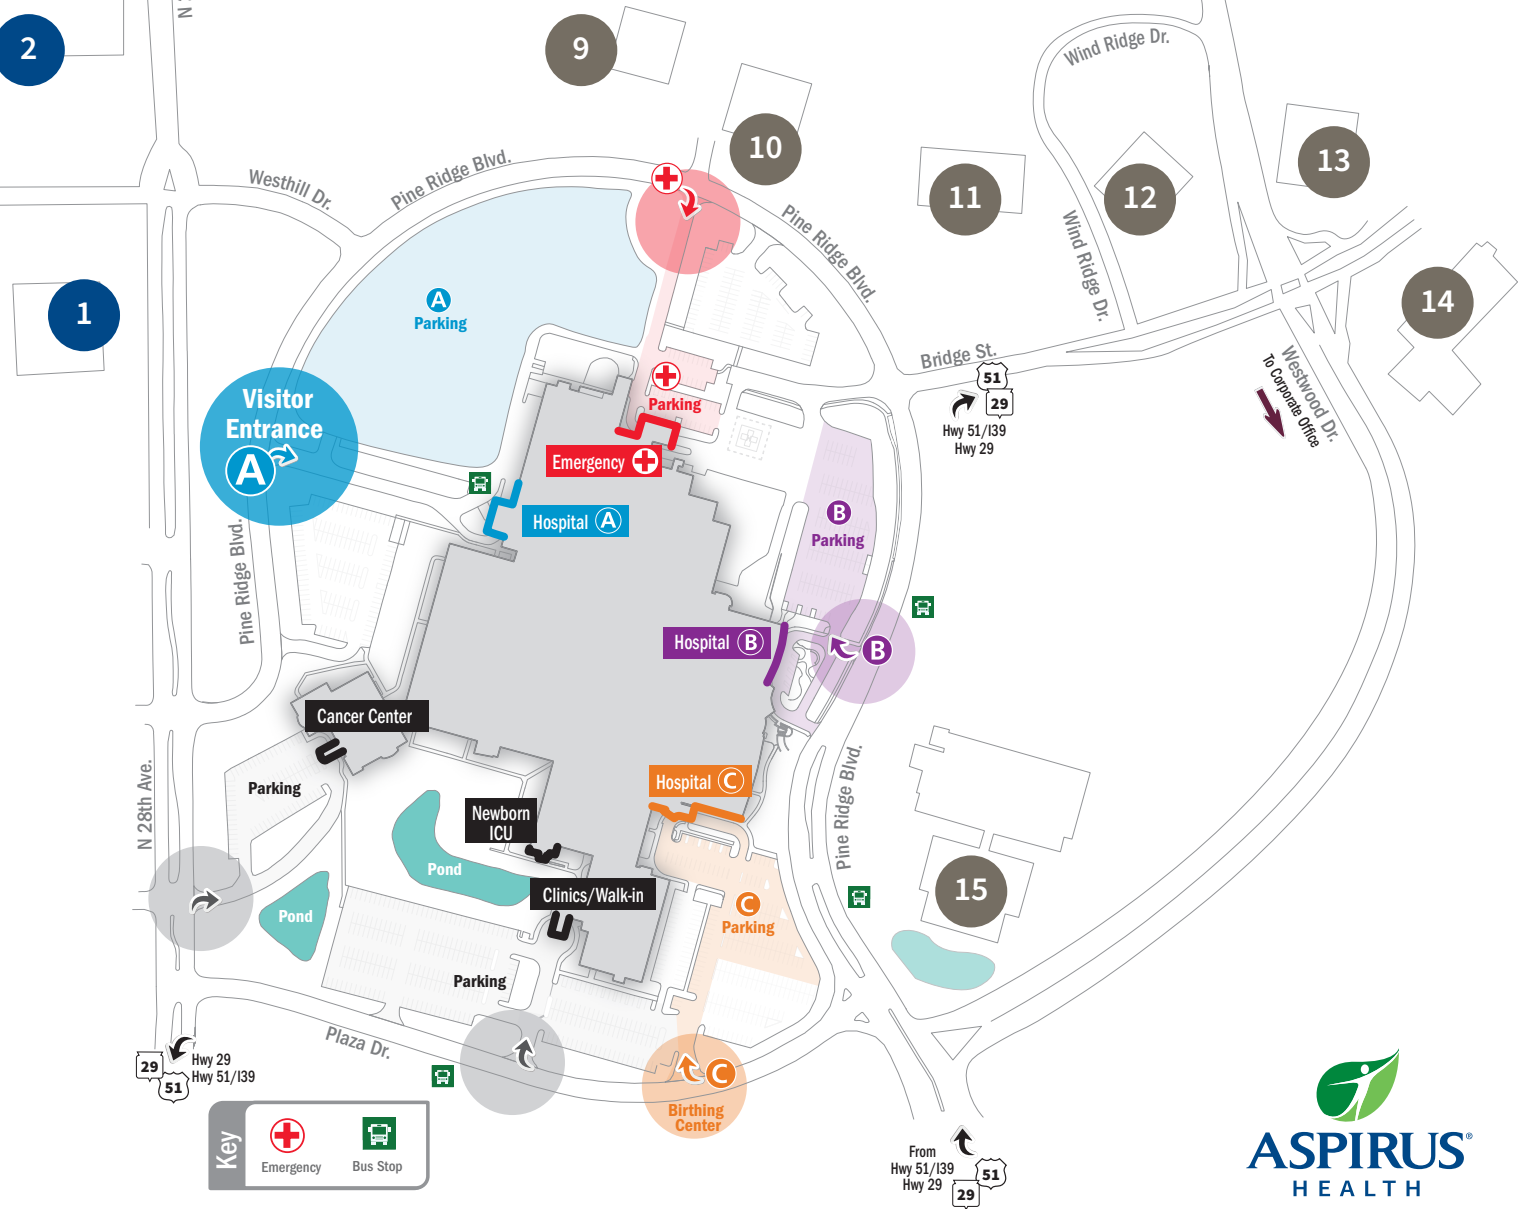 2
9
10
11
12
13
14
1
15
Wind Ridge Dr.
Westhill Dr.
Pine Ridge Blvd.
Pine Ridge Blvd.
Wind Ridge Dr.
A
Parking
Visitor
Entrance
A
Parking
Bridge St.
51
29
Hwy 51/I39
Hwy 29
Westwood Dr.
To Corporate Office
Emergency
Hospital A
B
Parking
Pine Ridge Blvd.
Hospital B
B
Cancer Center
Parking
N 28th Ave.
Hospital C
Newborn
ICU
Pond
Pine Ridge Blvd.
Clinics/Walk-in
Pond
C
Parking
Parking
Plaza Dr.
29
51
Hwy 29
Hwy 51/I39
C
Birthing
Center
Key
Emergency
Bus Stop
From
Hwy 51/I39
Hwy 29
51
29
ASPIRUS®
HEALTH